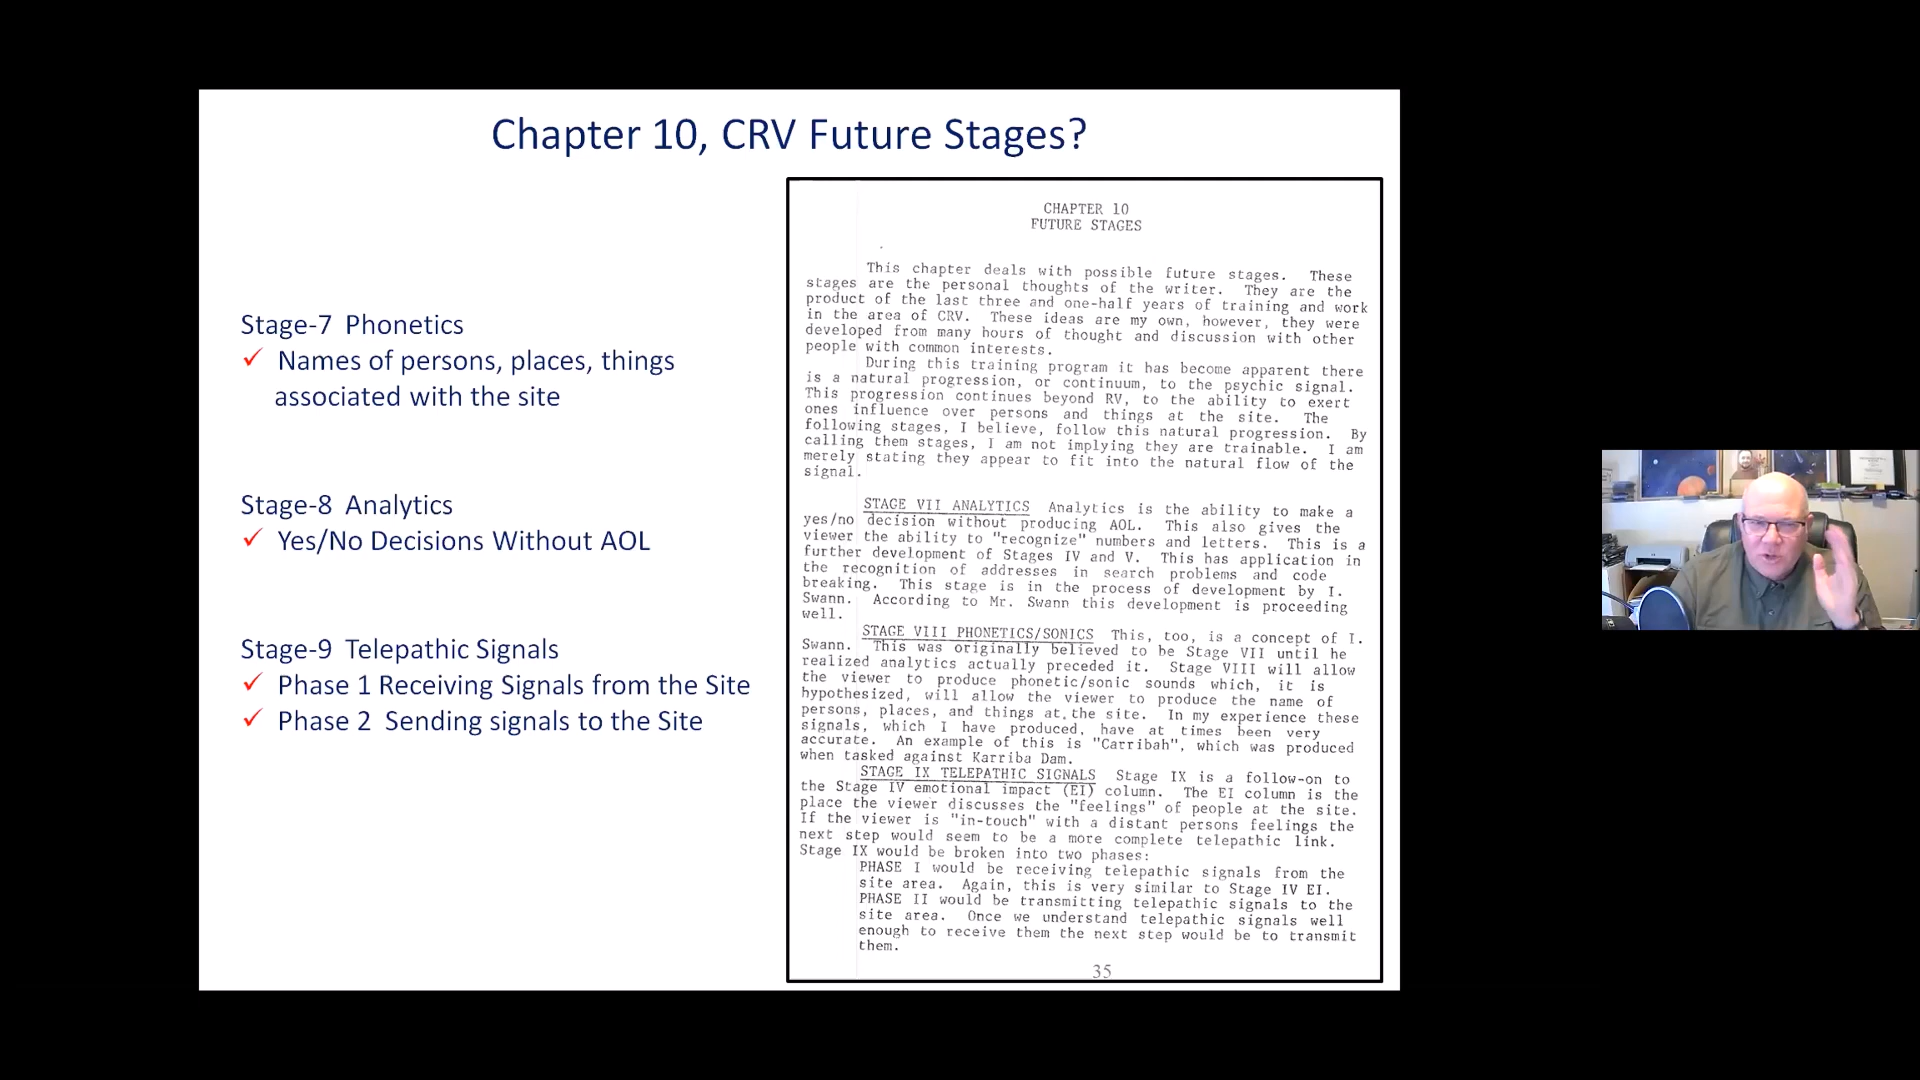 Chapter 10, CRV Future Stages?
Stage-7 Phonetics
✓ Names of persons, places, things
associated with the site
Stage-8 Analytics
✓ Yes/No Decisions Without AOL
Stage-9 Telepathic Signals
✓ Phase 1 Receiving Signals from the Site
✓ Phase 2 Sending signals to the Site
CHAPTER 10
FUTURE STAGES
This chapter deals with possible future stages. These
stages are the personal thoughts of the writer. They are the
product of the last three and one-half years of training and work
in the area of CRV. These ideas are my own, however, they were
developed from many hours of thought and discussion with other
people with common interests.
During this training program it has become apparent there
is a natural progression, or continuum, to the psychic signal.
This progression continues beyond RV, to the ability to exert
ones influence over persons and things at the site. The
following stages, I believe, follow this natural progression. By
calling them stages, I am not implying they are trainable. I am
merely stating they appear to fit into the natural flow of the
signal.
STAGE VII ANALYTICS Analytics is the ability to make a
yes/no decision without producing AOL. This also gives the
viewer the ability to "recognize" numbers and letters. This is a
further development of Stages IV and V. This has application in
the recognition of addresses in search problems and code
breaking. This stage is in the process of development by I.
Swann. According to Mr. Swann this development is proceeding
well.
STAGE VIII PHONETICS/SONICS This, too, is a concept of I.
Swann. This was originally believed to be Stage VII until he
realized analytics actually preceded it. Stage VIII will allow
the viewer to produce phonetic/sonic sounds which, it is
hypothesized, will allow the viewer to produce the name of
persons, places, and things at the site. In my experience these
signals, which I have produced, have at times been very
accurate. An example of this is "Carribah", which was produced
when tasked against Karriba Dam.
STAGE IX TELEPATHIC SIGNALS Stage IX is a follow-on to
the Stage IV emotional impact (EI) column. The EI column is the
place the viewer discusses the "feelings" of people at the site.
If the viewer is "in-touch" with a distant persons feelings the
next step would seem to be a more complete telepathic link.
Stage IX would be broken into two phases:
PHASE I would be receiving telepathic signals from the
site area. Again, this is very similar to Stage IV EI.
PHASE II would be transmitting telepathic signals to the
site area. Once we understand telepathic signals well
enough to receive them the next step would be to transmit
them.
35